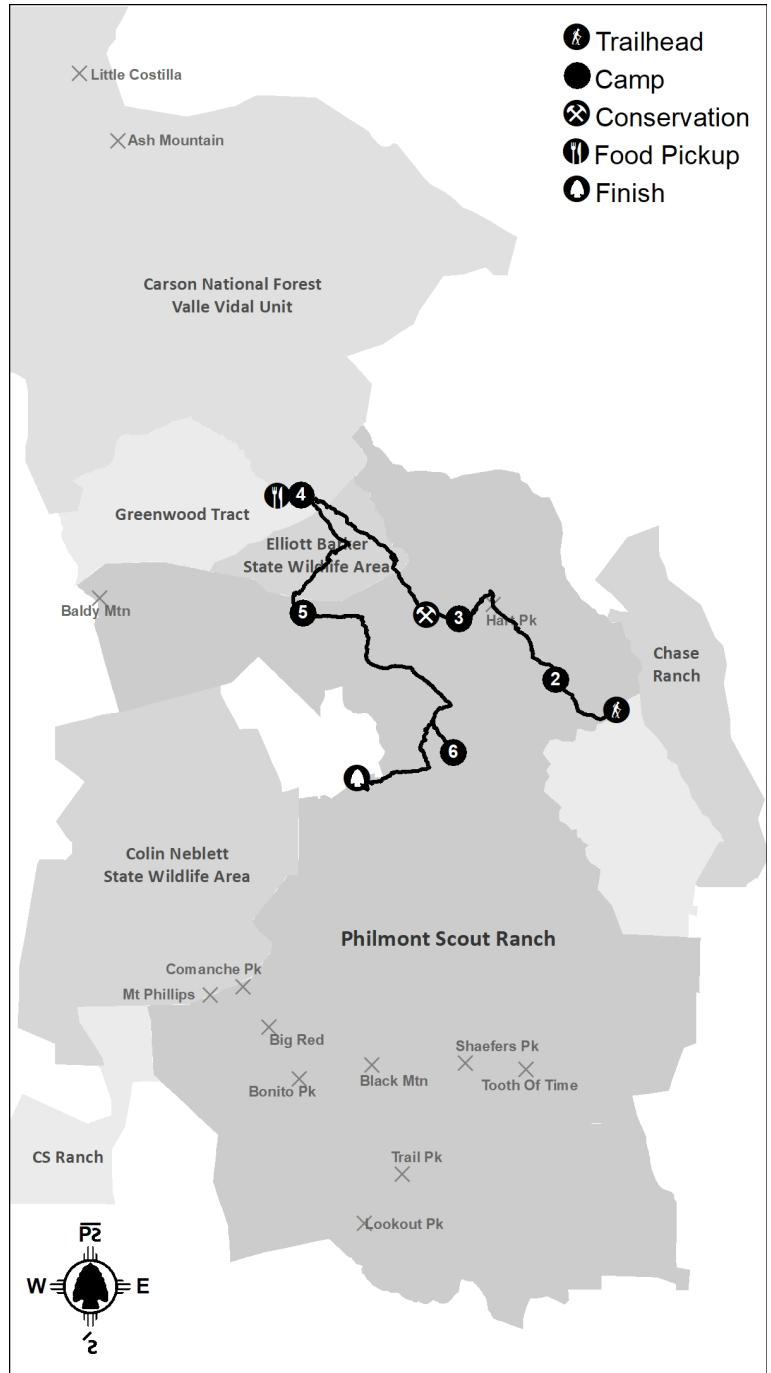 Trailhead
Camp
Conservation
Food Pickup
Finish
Little Costilla
Ash Mountain
Carson National Forest
Valle Vidal Unit
4
Greenwood Tract
Elliott Barker
State Wildlife Area
Baldy Mtn
5
3
Hart Pk
Chase
Ranch
2
6
Colin Neblett
State Wildlife Area
Philmont Scout Ranch
Comanche Pk
Mt Phillips
Big Red
Shaefers Pk
Black Mtn
Tooth Of Time
Bonito Pk
CS Ranch
Trail Pk
Lookout Pk
W
E